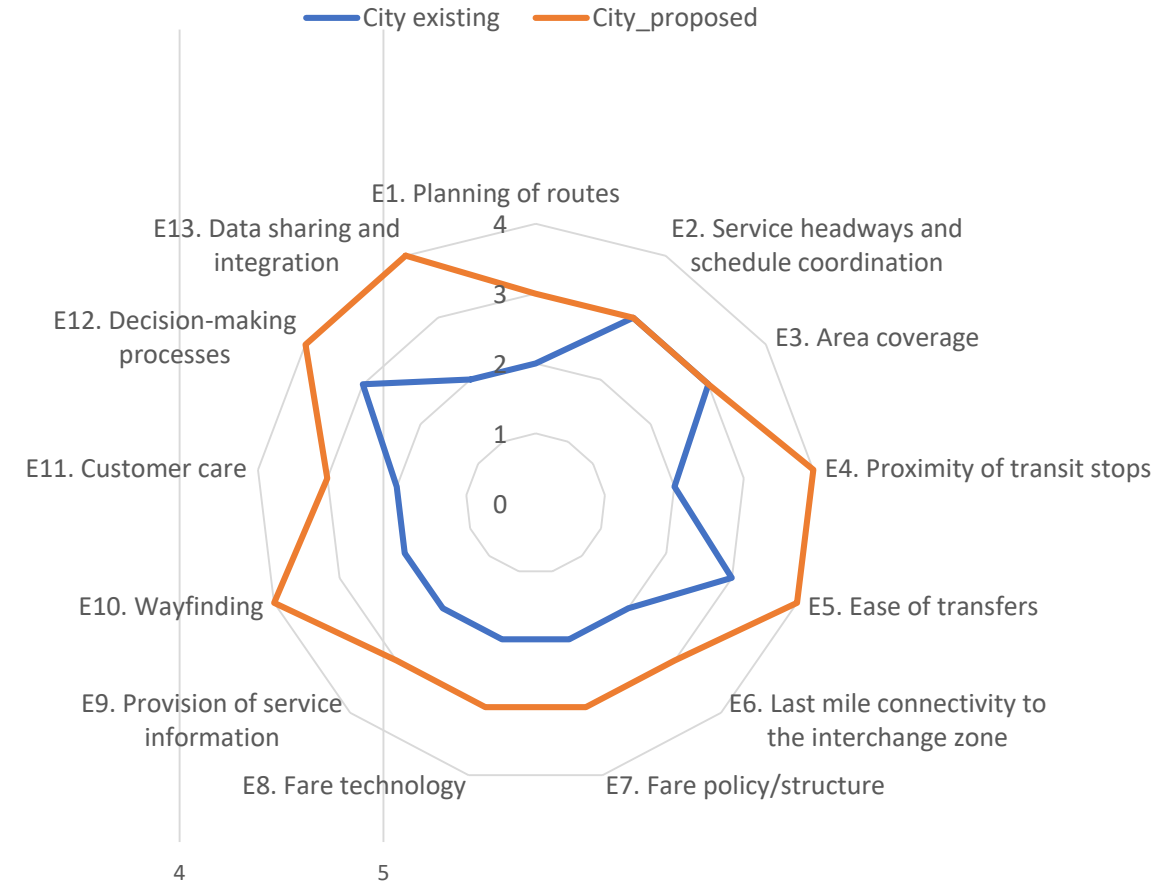 City existing
City_proposed
E1. Planning of routes
E2. Service headways and
schedule coordination
E3. Area coverage
E4. Proximity of transit stops
E5. Ease of transfers
E6. Last mile connectivity to
the interchange zone
E7. Fare policy/structure
E8. Fare technology
E9. Provision of service
information
E10. Wayfinding
E11. Customer care
E12. Decision-making
processes
E13. Data sharing and
integration
4
3
2
1
0
4
5